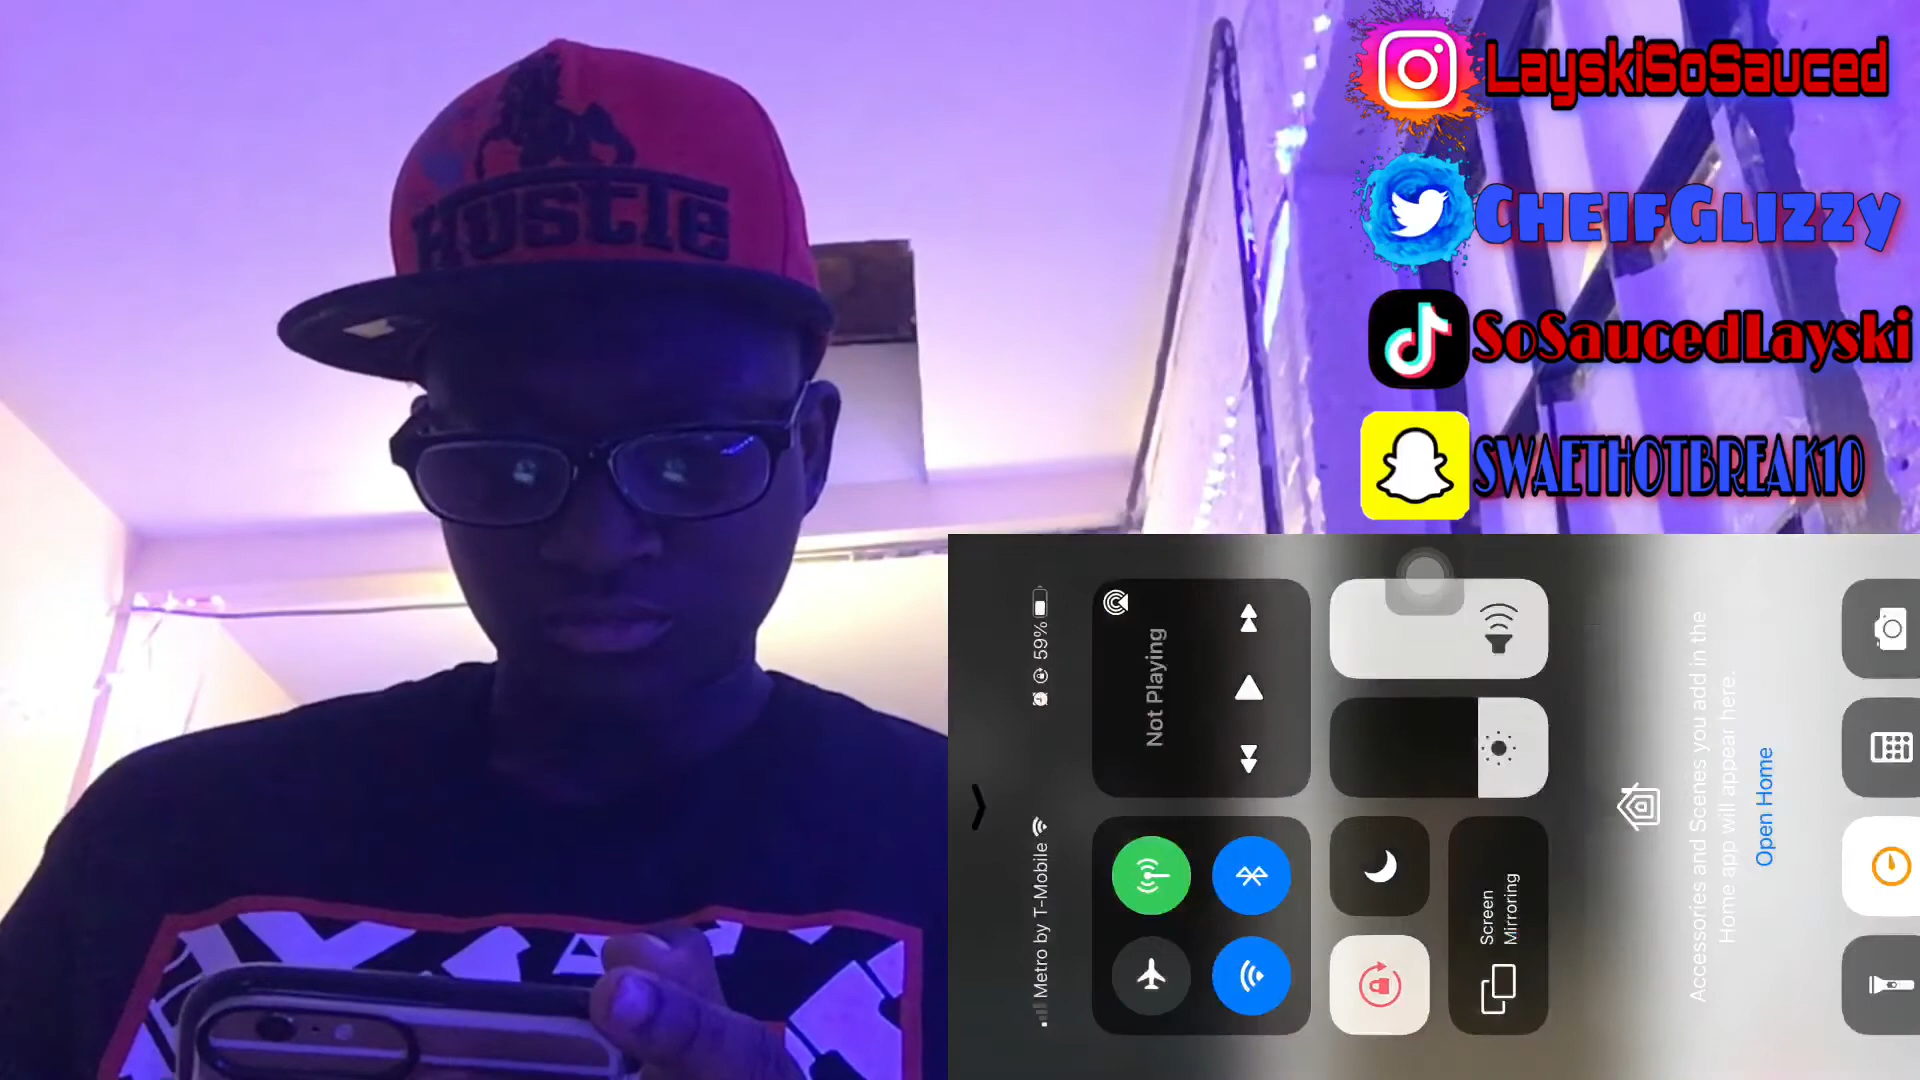 Hustle
LayskiSoSauced
CheifGlizzy
SoSaucedLayski
SWAETHOTBREAK10
Metro by T-Mobile
59%
Not Playing
Screen
Mirroring
Accessories and Scenes you add in the
Home app will appear here.
Open Home